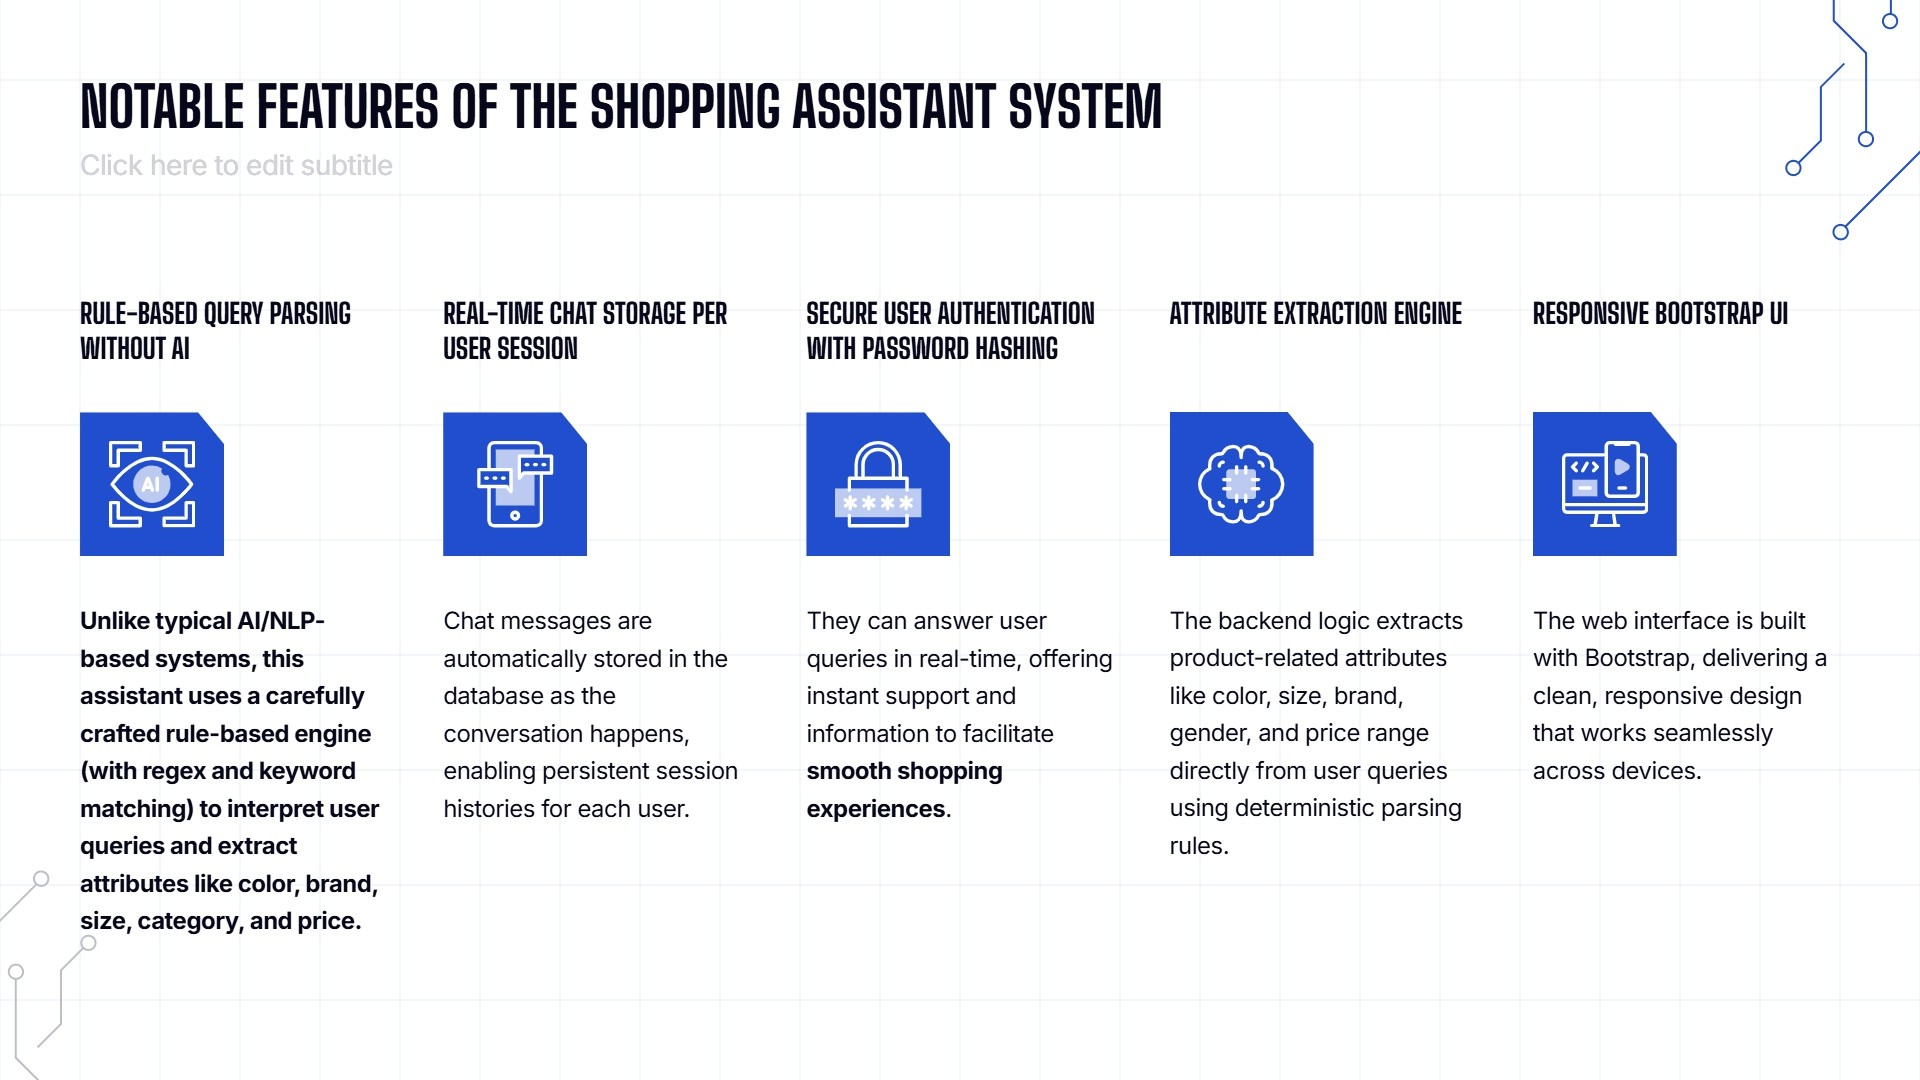 NOTABLE FEATURES OF THE SHOPPING ASSISTANT SYSTEM
Click here to edit subtitle
RULE-BASED QUERY PARSING
WITHOUT AI
AI
Unlike typical AI/NLP-
based systems, this
assistant uses a carefully
crafted rule-based engine
(with regex and keyword
matching) to interpret user
queries and extract
attributes like color, brand,
size, category, and price.
REAL-TIME CHAT STORAGE PER
USER SESSION
Chat messages are
automatically stored in the
database as the
conversation happens,
enabling persistent session
histories for each user.
SECURE USER AUTHENTICATION
WITH PASSWORD HASHING
****
They can answer user
queries in real-time, offering
instant support and
information to facilitate
smooth shopping
experiences.
ATTRIBUTE EXTRACTION ENGINE
The backend logic extracts
product-related attributes
like color, size, brand,
gender, and price range
directly from user queries
using deterministic parsing
rules.
RESPONSIVE BOOTSTRAP UI
</>
The web interface is built
with Bootstrap, delivering a
clean, responsive design
that works seamlessly
across devices.